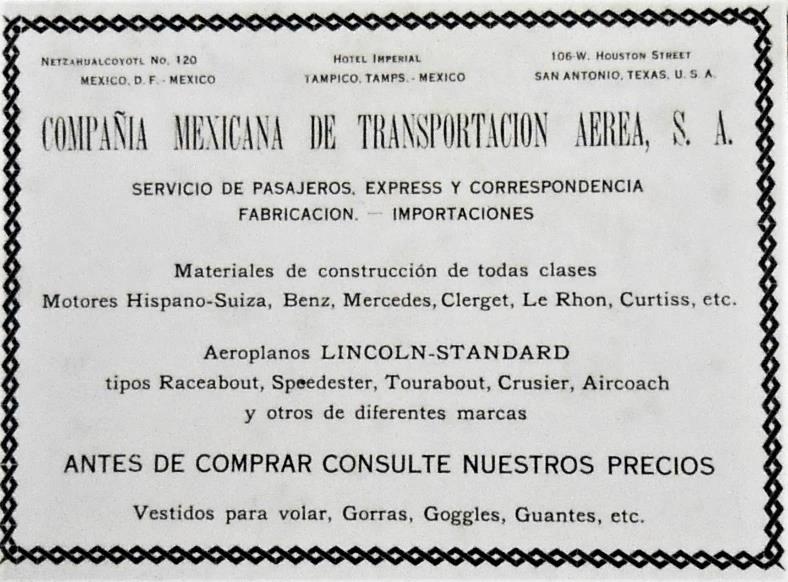 NETZAHUALCOYOTL NO. 120
MEXICO, D. F. - MEXICO
HOTEL IMPERIAL
TAMPICO, TAMPS. - MEXICO
106-W. HOUSTON STREET
SAN ANTONIO, TEXAS, U. S. A.
COMPAÑIA MEXICANA DE TRANSPORTACION AEREA, S. A.
SERVICIO DE PASAJEROS, EXPRESS Y CORRESPONDENCIA
FABRICACION. — IMPORTACIONES
Materiales de construcción de todas clases
Motores Hispano-Suiza, Benz, Mercedes, Clerget, Le Rhon, Curtiss, etc.
Aeroplanos LINCOLN-STANDARD
tipos Raceabout, Speedester, Tourabout, Crusier, Aircoach
y otros de diferentes marcas
ANTES DE COMPRAR CONSULTE NUESTROS PRECIOS
Vestidos para volar, Gorras, Goggles, Guantes, etc.